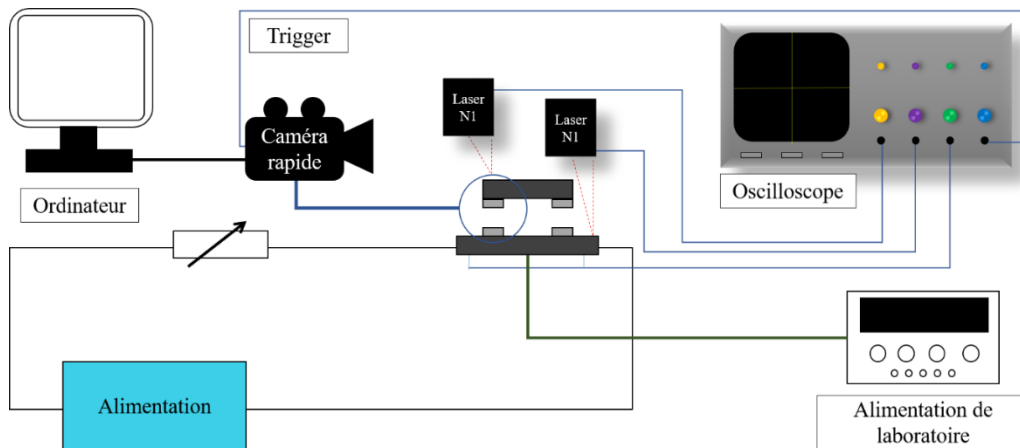 Trigger
Laser
N1
Laser
N1
Caméra
rapide
Ordinateur
Oscilloscope
Alimentation
Alimentation de
laboratoire